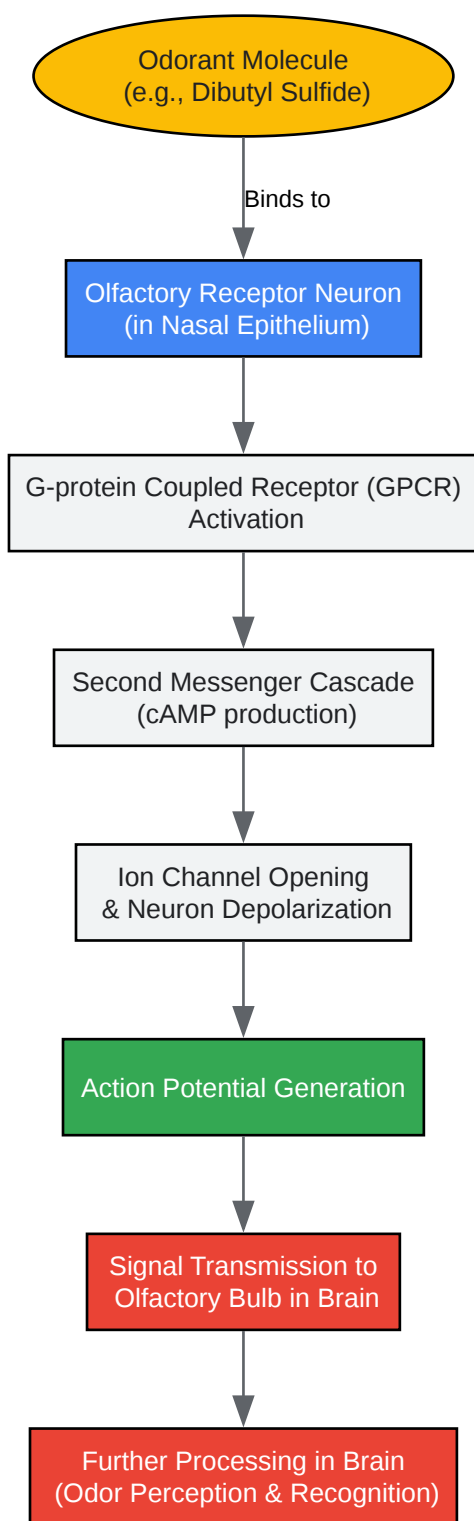 Odorant Molecule
(e.g., Dibutyl Sulfide)
Binds to
Olfactory Receptor Neuron
(in Nasal Epithelium)
G-protein Coupled Receptor (GPCR)
Activation
Second Messenger Cascade
(cAMP production)
Ion Channel Opening
& Neuron Depolarization
Action Potential Generation
Signal Transmission to
Olfactory Bulb in Brain
Further Processing in Brain
(Odor Perception & Recognition)